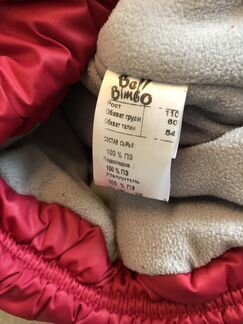 Bell
Bimbo
Рост - 110
Обхват груди - 60
Обхват талии - 54
СОСТАВ СЫРЬЯ:
100 % ПЭ
Подкладка :
100 % ПЭ
Утеплитель
100 % ПЭ